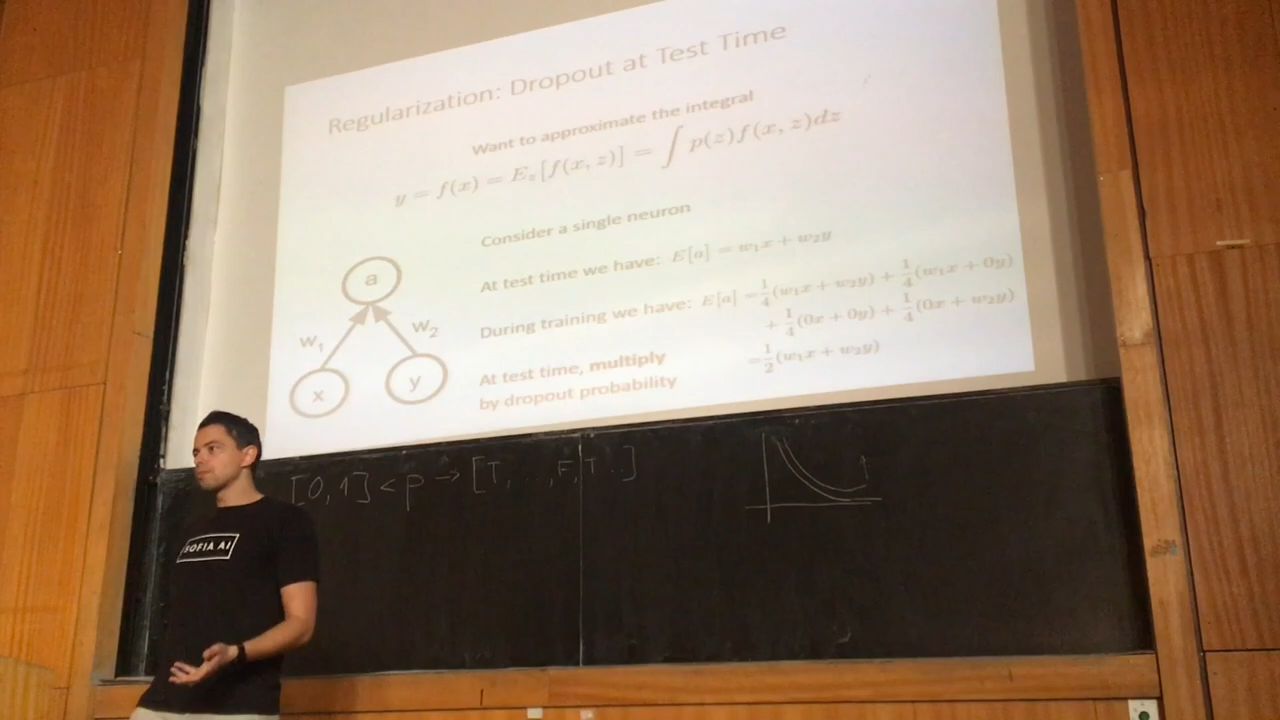 Regularization: Dropout at Test Time
Want to approximate the integral
y = f(x) = E_z[f(x, z)] = ∫ p(z)f(x, z)dz
Consider a single neuron
At test time we have: E[a] = w₁x + w₂y
During training we have: E[a] = 1/4(w₁x + w₂y) + 1/4(w₁x + 0y)
+ 1/4(0x + 0y) + 1/4(0x + w₂y)
= 1/2(w₁x + w₂y)
At test time, multiply
by dropout probability
a
w₁ w₂
x y
[0,1] < p → [T, ..,F,T ..]
SOFIA AI